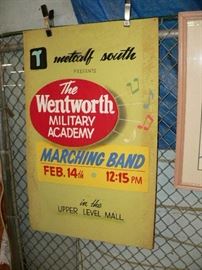 metcalf south
PRESENTS
The
Wentworth
MILITARY
ACADEMY
MARCHING BAND
FEB. 14th • 12:15 PM
in the
UPPER LEVEL MALL